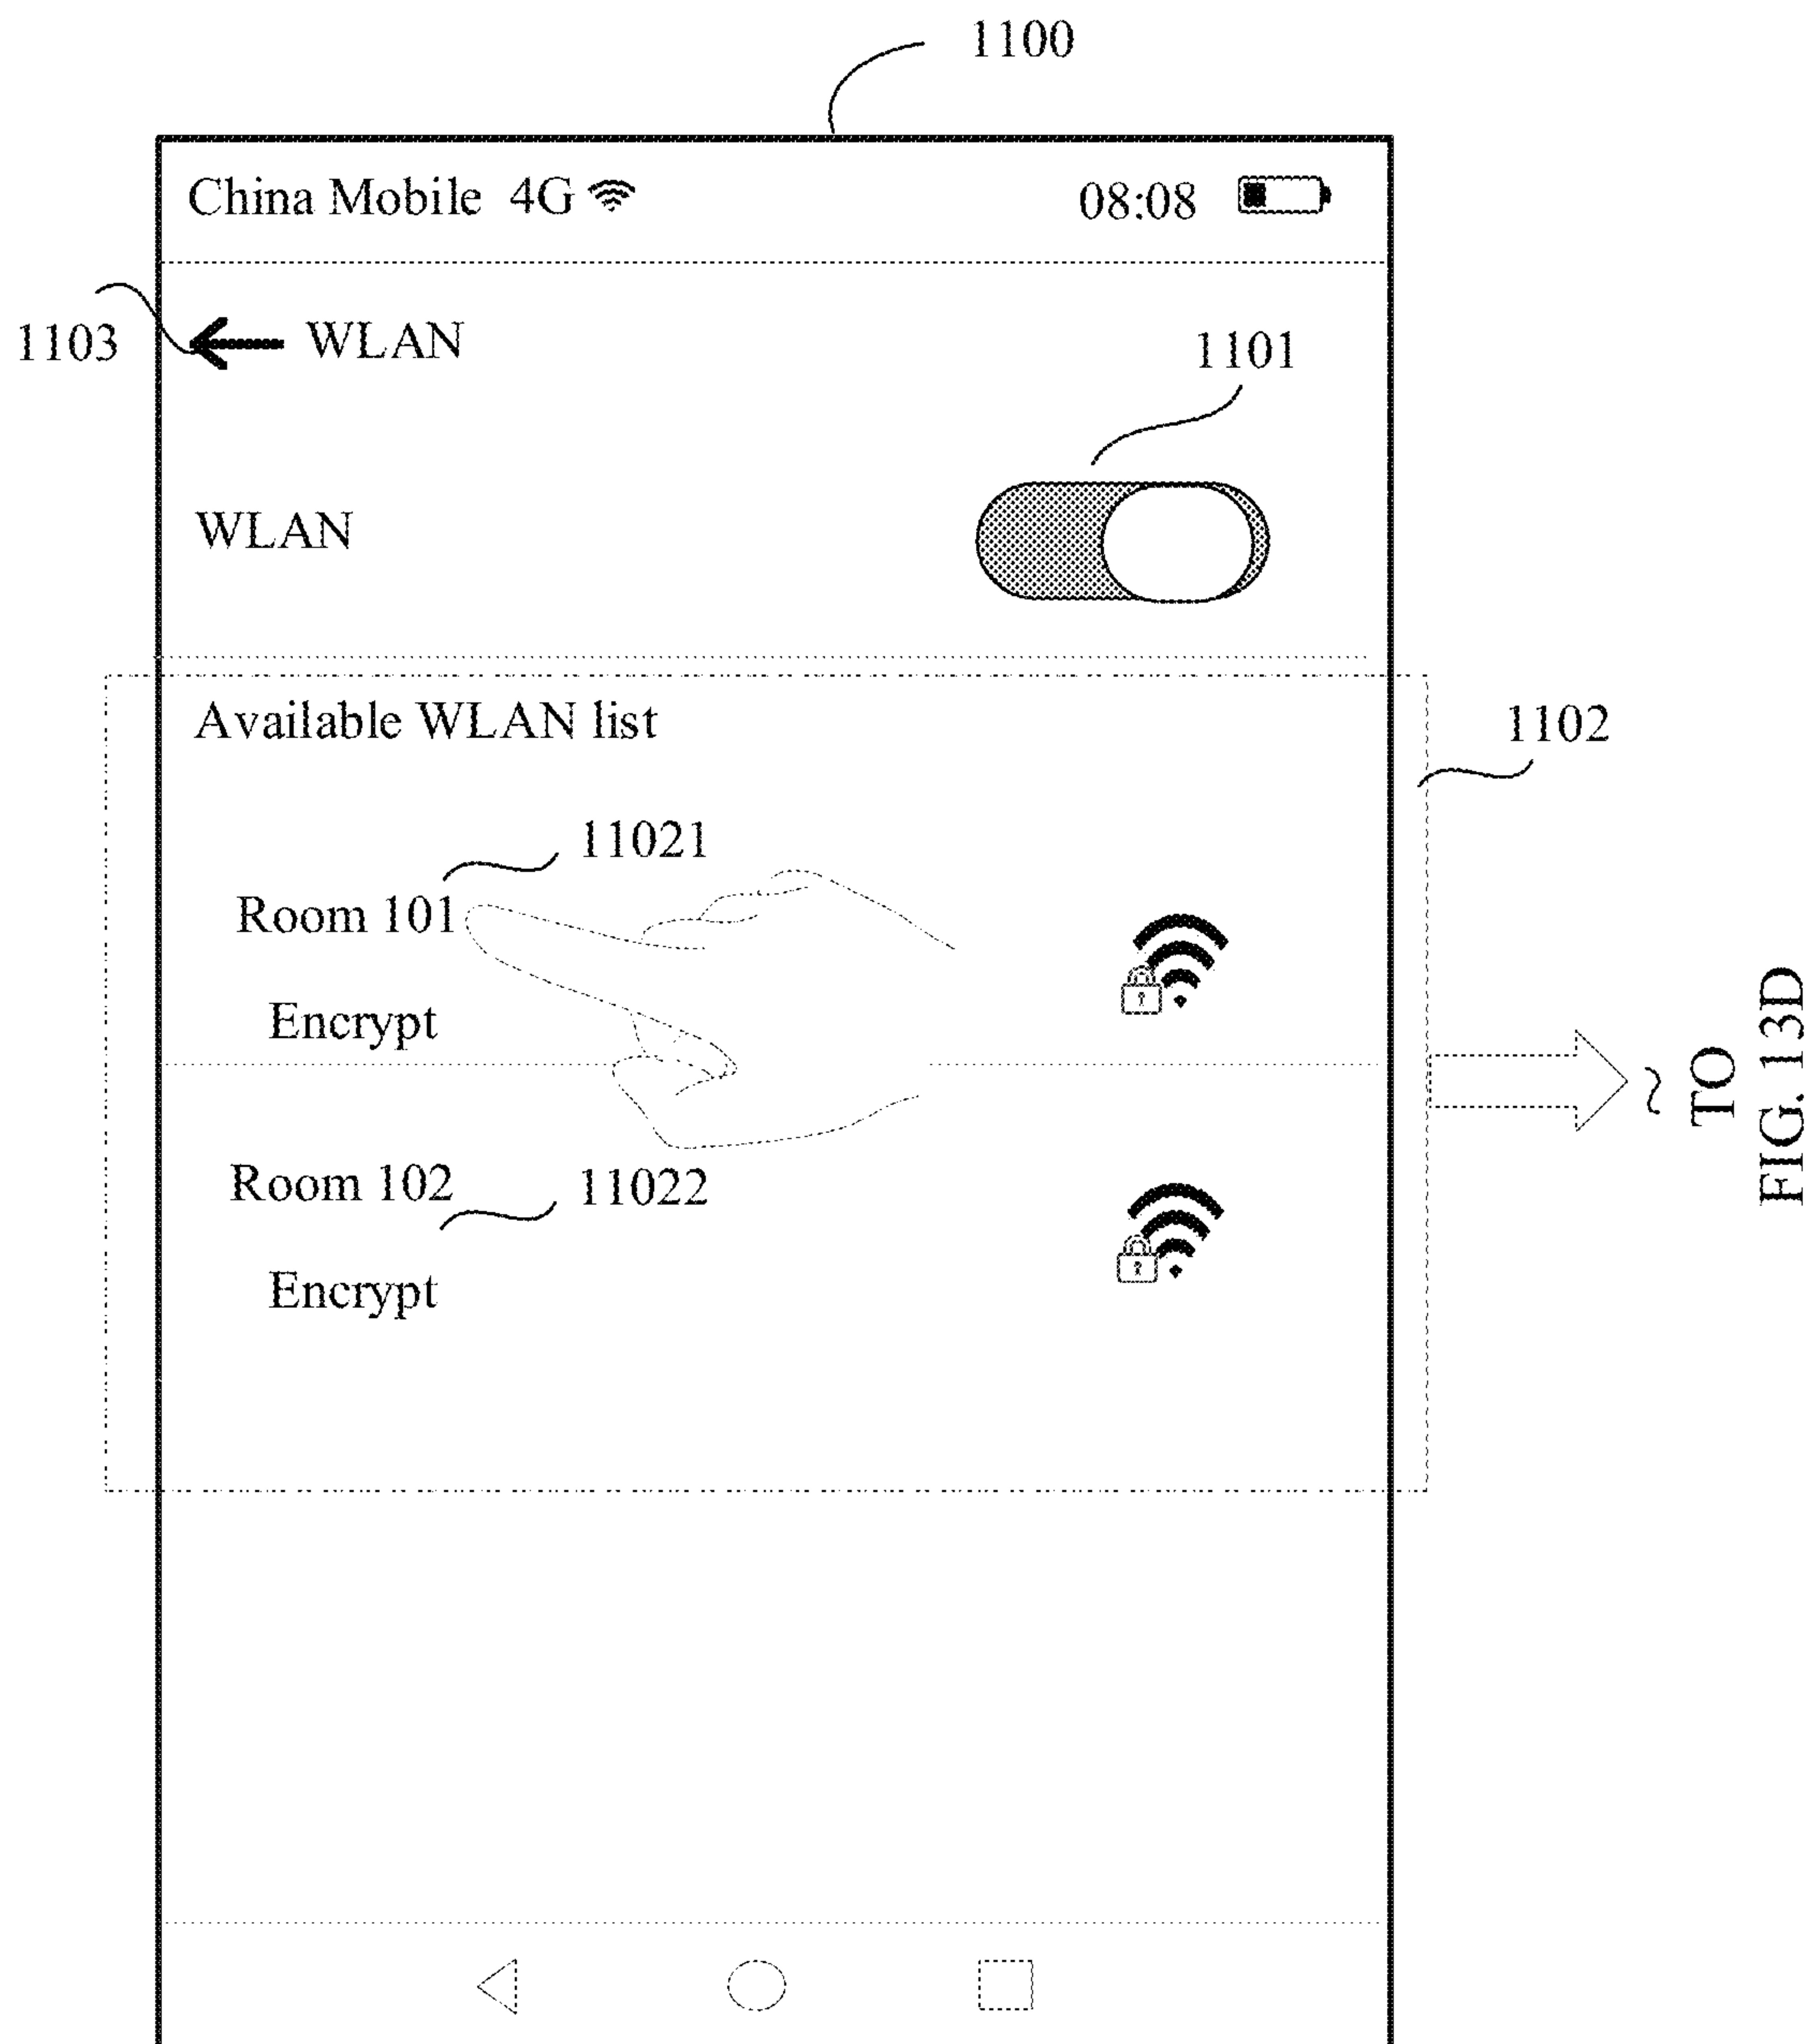 1100
China Mobile 4G 08:08
1103
WLAN
1101
WLAN
Available WLAN list
1102
11021
Room 101
Encrypt
Room 102
11022
Encrypt
TO
FIG. 13D